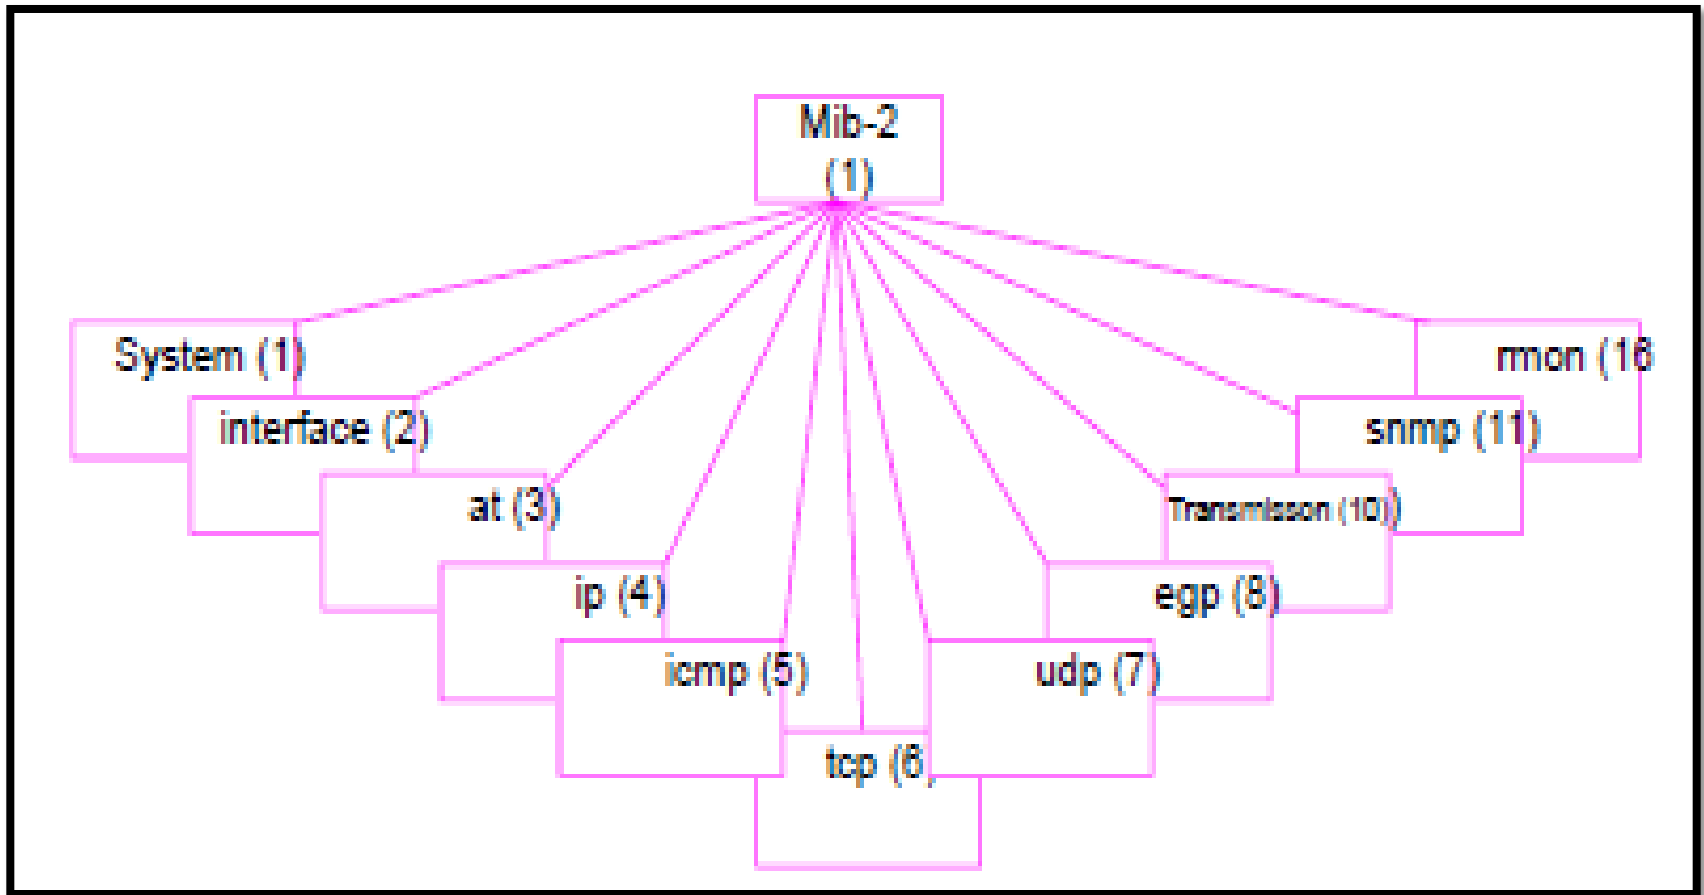 Mib-2
(1)
System (1)
rmon (16
interface (2)
snmp (11)
at (3)
Transmisson (10))
ip (4)
egp (8)
icmp (5)
udp (7)
tcp (6)